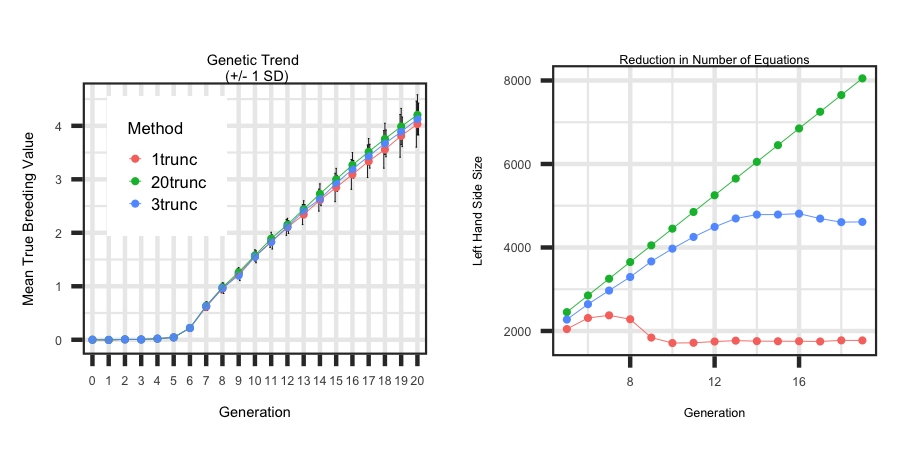 Genetic Trend
(+/- 1 SD)
Mean True Breeding Value
4
3
2
1
0
Method
1trunc
20trunc
3trunc
0 1 2 3 4 5 6 7 8 9 10 11 12 13 14 15 16 17 18 19 20
Generation
Reduction in Number of Equations
Left Hand Side Size
8000
6000
4000
2000
8 12 16
Generation